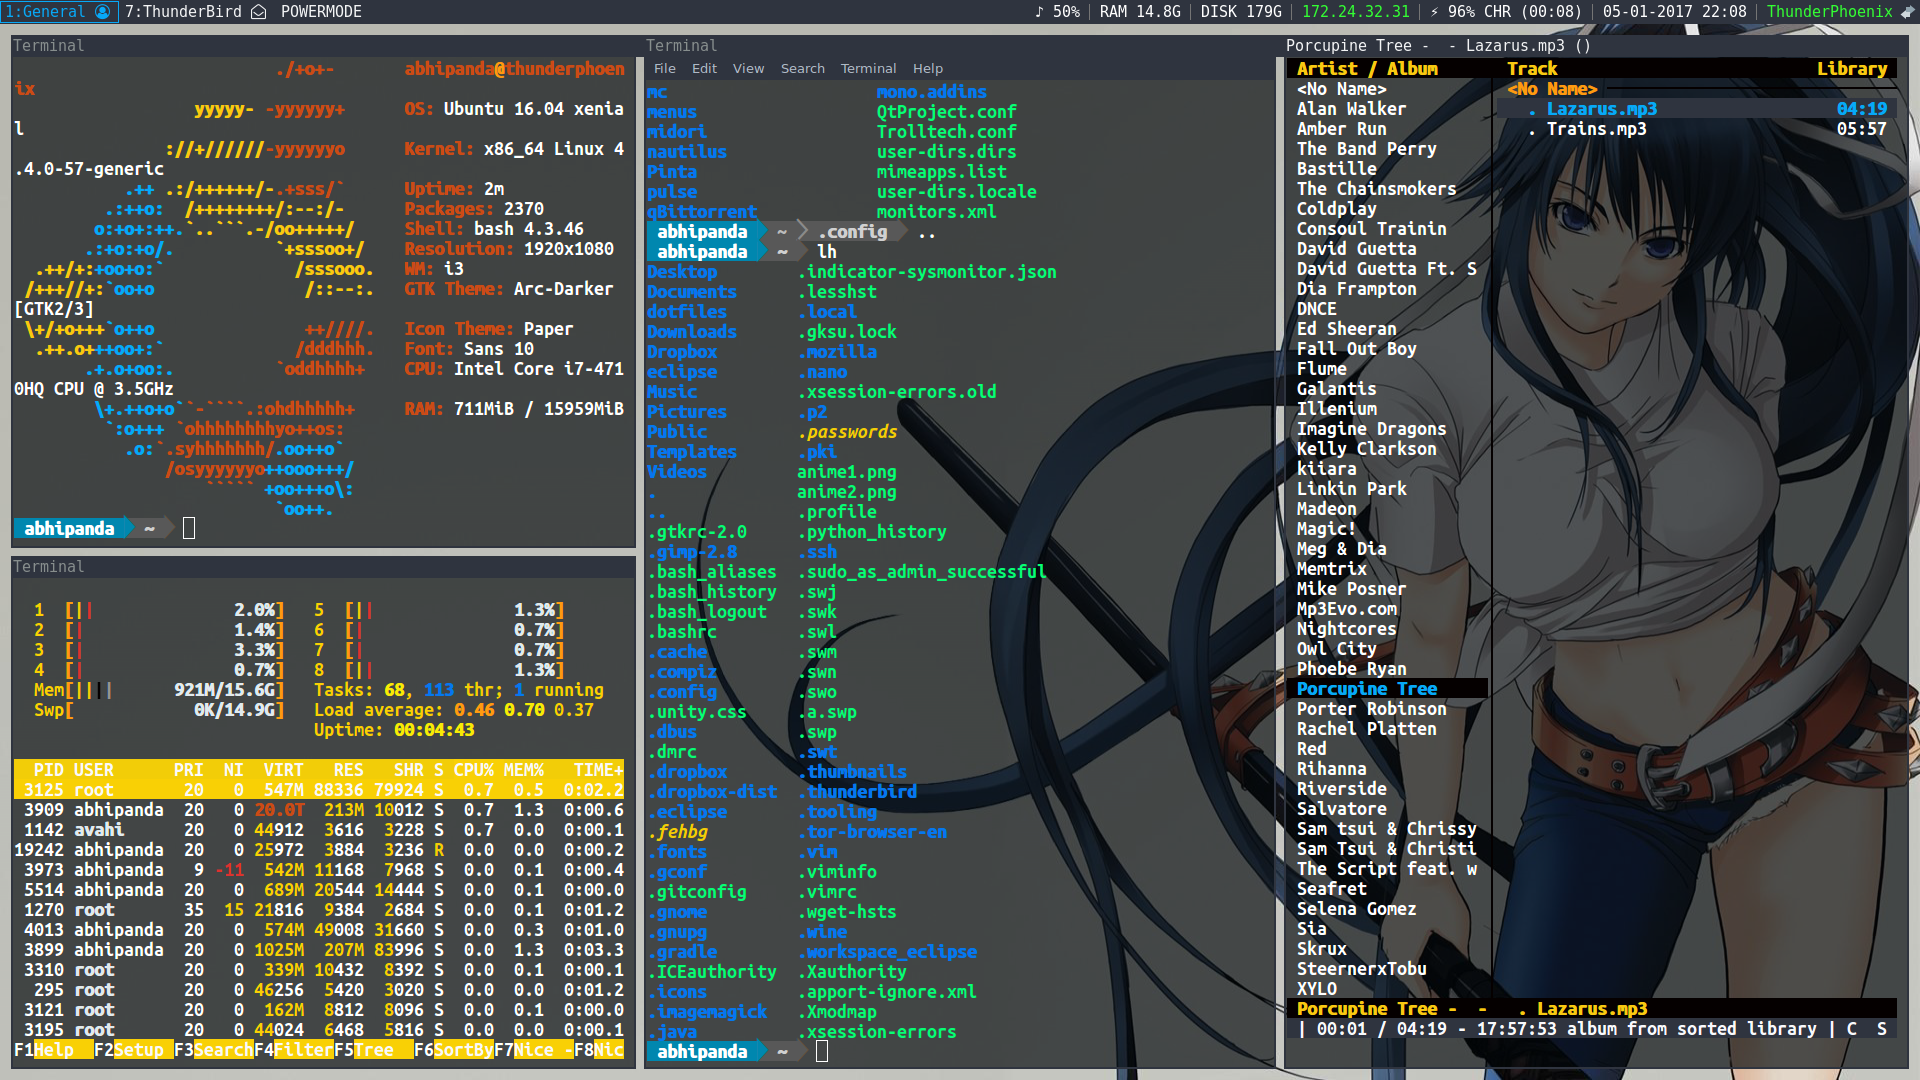 1:General 7:ThunderBird POWERMODE ♪ 50% | RAM 14.8G | DISK 179G | 172.24.32.31 | ⚡ 96% CHR (00:08) | 05-01-2017 22:08 | ThunderPhoenix
Terminal
./+o+- abhipanda@thunderphoen
ix
yyyyy- -yyyyyy+ OS: Ubuntu 16.04 xenia
l
://+//////-yyyyyyo Kernel: x86_64 Linux 4
.4.0-57-generic
.++ .:/++++++/-.+sss/` Uptime: 2m
.:++o: /++++++++/:--:/- Packages: 2370
o:+o+:++.`..```.-/oo+++++/ Shell: bash 4.3.46
.:+o:+o/. `+sssoo+/ Resolution: 1920x1080
.++/+:+oo+o:` /sssooo. WM: i3
/+++//+:`oo+o /::--:. GTK Theme: Arc-Darker
[GTK2/3]
\+/+o+++`o++o ++////. Icon Theme: Paper
.++.o+++oo+:` /dddhhh. Font: Sans 10
.+.o+oo:. `oddhhhh+ CPU: Intel Core i7-471
0HQ CPU @ 3.5GHz
\+.++o+o``-````.:ohdhhhhh+ RAM: 711MiB / 15959MiB
`:o+++ `ohhhhhhhhyo++os:
.o:`.syhhhhhhh/.oo++o`
/osyyyyyyo++ooo+++/
````` +oo+++o\:
`oo++.
abhipanda ~
Terminal
1 [|| 2.0%] 5 [|| 1.3%]
2 [| 1.4%] 6 [| 0.7%]
3 [| 3.3%] 7 [| 0.7%]
4 [| 0.7%] 8 [|| 1.3%]
Mem[|||| 921M/15.6G] Tasks: 68, 113 thr; 1 running
Swp[ 0K/14.9G] Load average: 0.46 0.70 0.37
Uptime: 00:04:43
PID USER PRI NI VIRT RES SHR S CPU% MEM% TIME+
3125 root 20 0 547M 88336 79924 S 0.7 0.5 0:02.2
3909 abhipanda 20 0 20.0T 213M 10012 S 0.7 1.3 0:00.6
1142 avahi 20 0 44912 3616 3228 S 0.7 0.0 0:00.1
19242 abhipanda 20 0 25972 3884 3236 R 0.0 0.0 0:00.2
3973 abhipanda 9 -11 542M 11168 7968 S 0.0 0.1 0:00.4
5514 abhipanda 20 0 689M 20544 14444 S 0.0 0.1 0:00.0
1270 root 35 15 21816 9384 2684 S 0.0 0.1 0:01.2
4013 abhipanda 20 0 574M 49008 31660 S 0.0 0.3 0:01.0
3899 abhipanda 20 0 1025M 207M 83996 S 0.0 1.3 0:03.3
3310 root 20 0 339M 10432 8392 S 0.0 0.1 0:00.1
295 root 20 0 46256 5420 3020 S 0.0 0.0 0:01.2
3121 root 20 0 162M 8812 8096 S 0.0 0.1 0:00.0
3195 root 20 0 44024 6468 5816 S 0.0 0.0 0:00.1
F1Help F2Setup F3SearchF4FilterF5Tree F6SortByF7Nice -F8Nic
Terminal
File Edit View Search Terminal Help
mc mono.addins
menus QtProject.conf
midori Trolltech.conf
nautilus user-dirs.dirs
Pinta mimeapps.list
pulse user-dirs.locale
qBittorrent monitors.xml
abhipanda ~ .config ..
abhipanda ~ lh
Desktop .indicator-sysmonitor.json
Documents .lesshst
dotfiles .local
Downloads .gksu.lock
Dropbox .mozilla
eclipse .nano
Music .xsession-errors.old
Pictures .p2
Public .passwords
Templates .pki
Videos anime1.png
. anime2.png
.. .profile
.gtkrc-2.0 .python_history
.gimp-2.8 .ssh
.bash_aliases .sudo_as_admin_successful
.bash_history .swj
.bash_logout .swk
.bashrc .swl
.cache .swm
.compiz .swn
.config .swo
.unity.css .a.swp
.dbus .swp
.dmrc .swt
.dropbox .thumbnails
.dropbox-dist .thunderbird
.eclipse .tooling
.fehbg .tor-browser-en
.fonts .vim
.gconf .viminfo
.gitconfig .vimrc
.gnome .wget-hsts
.gnupg .wine
.gradle .workspace_eclipse
.ICEauthority .Xauthority
.icons .apport-ignore.xml
.imagemagick .Xmodmap
.java .xsession-errors
abhipanda ~
Porcupine Tree - - Lazarus.mp3 ()
Artist / Album Track Library
<No Name> <No Name>
Alan Walker . Lazarus.mp3 04:19
Amber Run . Trains.mp3 05:57
The Band Perry
Bastille
The Chainsmokers
Coldplay
Consoul Trainin
David Guetta
David Guetta Ft. S
Dia Frampton
DNCE
Ed Sheeran
Fall Out Boy
Flume
Galantis
Illenium
Imagine Dragons
Kelly Clarkson
kiiara
Linkin Park
Madeon
Magic!
Meg & Dia
Memtrix
Mike Posner
Mp3Evo.com
Nightcores
Owl City
Phoebe Ryan
Porcupine Tree
Porter Robinson
Rachel Platten
Red
Rihanna
Riverside
Salvatore
Sam tsui & Chrissy
Sam Tsui & Christi
The Script feat. w
Seafret
Selena Gomez
Sia
Skrux
SteernerxTobu
XYLO
Porcupine Tree - - . Lazarus.mp3
| 00:01 / 04:19 - 17:57:53 album from sorted library | C S